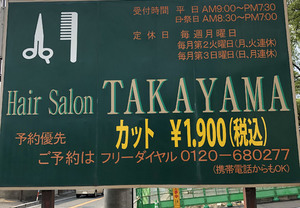 受付時間 平 日 AM9:00〜PM7:30
日祭日 AM8:30〜PM7:00
定 休 日 毎 週 月 曜 日
毎月第2火曜日(月,火連休)
毎月第3日曜日(日,月連休)
Hair Salon TAKAYAMA
カット ¥1.900(税込)
予約優先
ご予約は フリーダイヤル 0120-680277
(携帯電話からもOK)